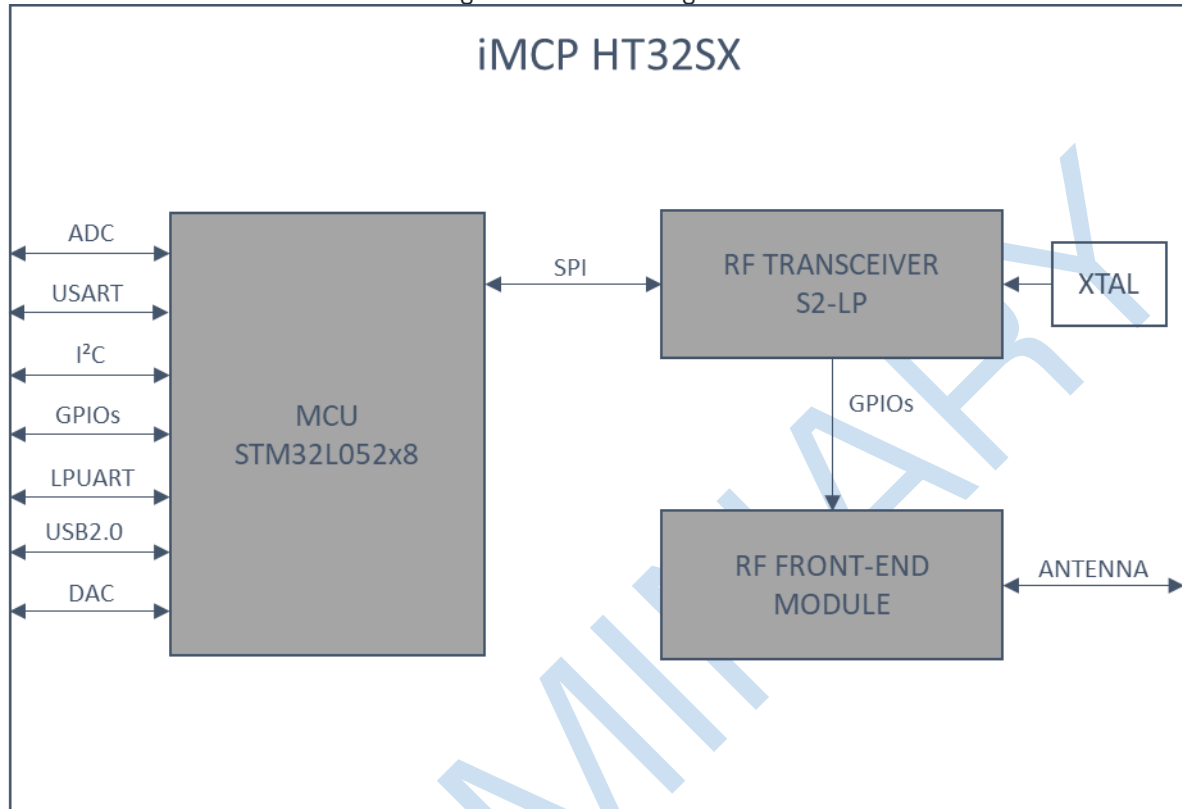 iMCP HT32SX
ADC
USART
I²C
GPIOs
LPUART
USB2.0
DAC
MCU
STM32L052x8
SPI
RF TRANSCEIVER
S2-LP
XTAL
GPIOs
RF FRONT-END
MODULE
ANTENNA